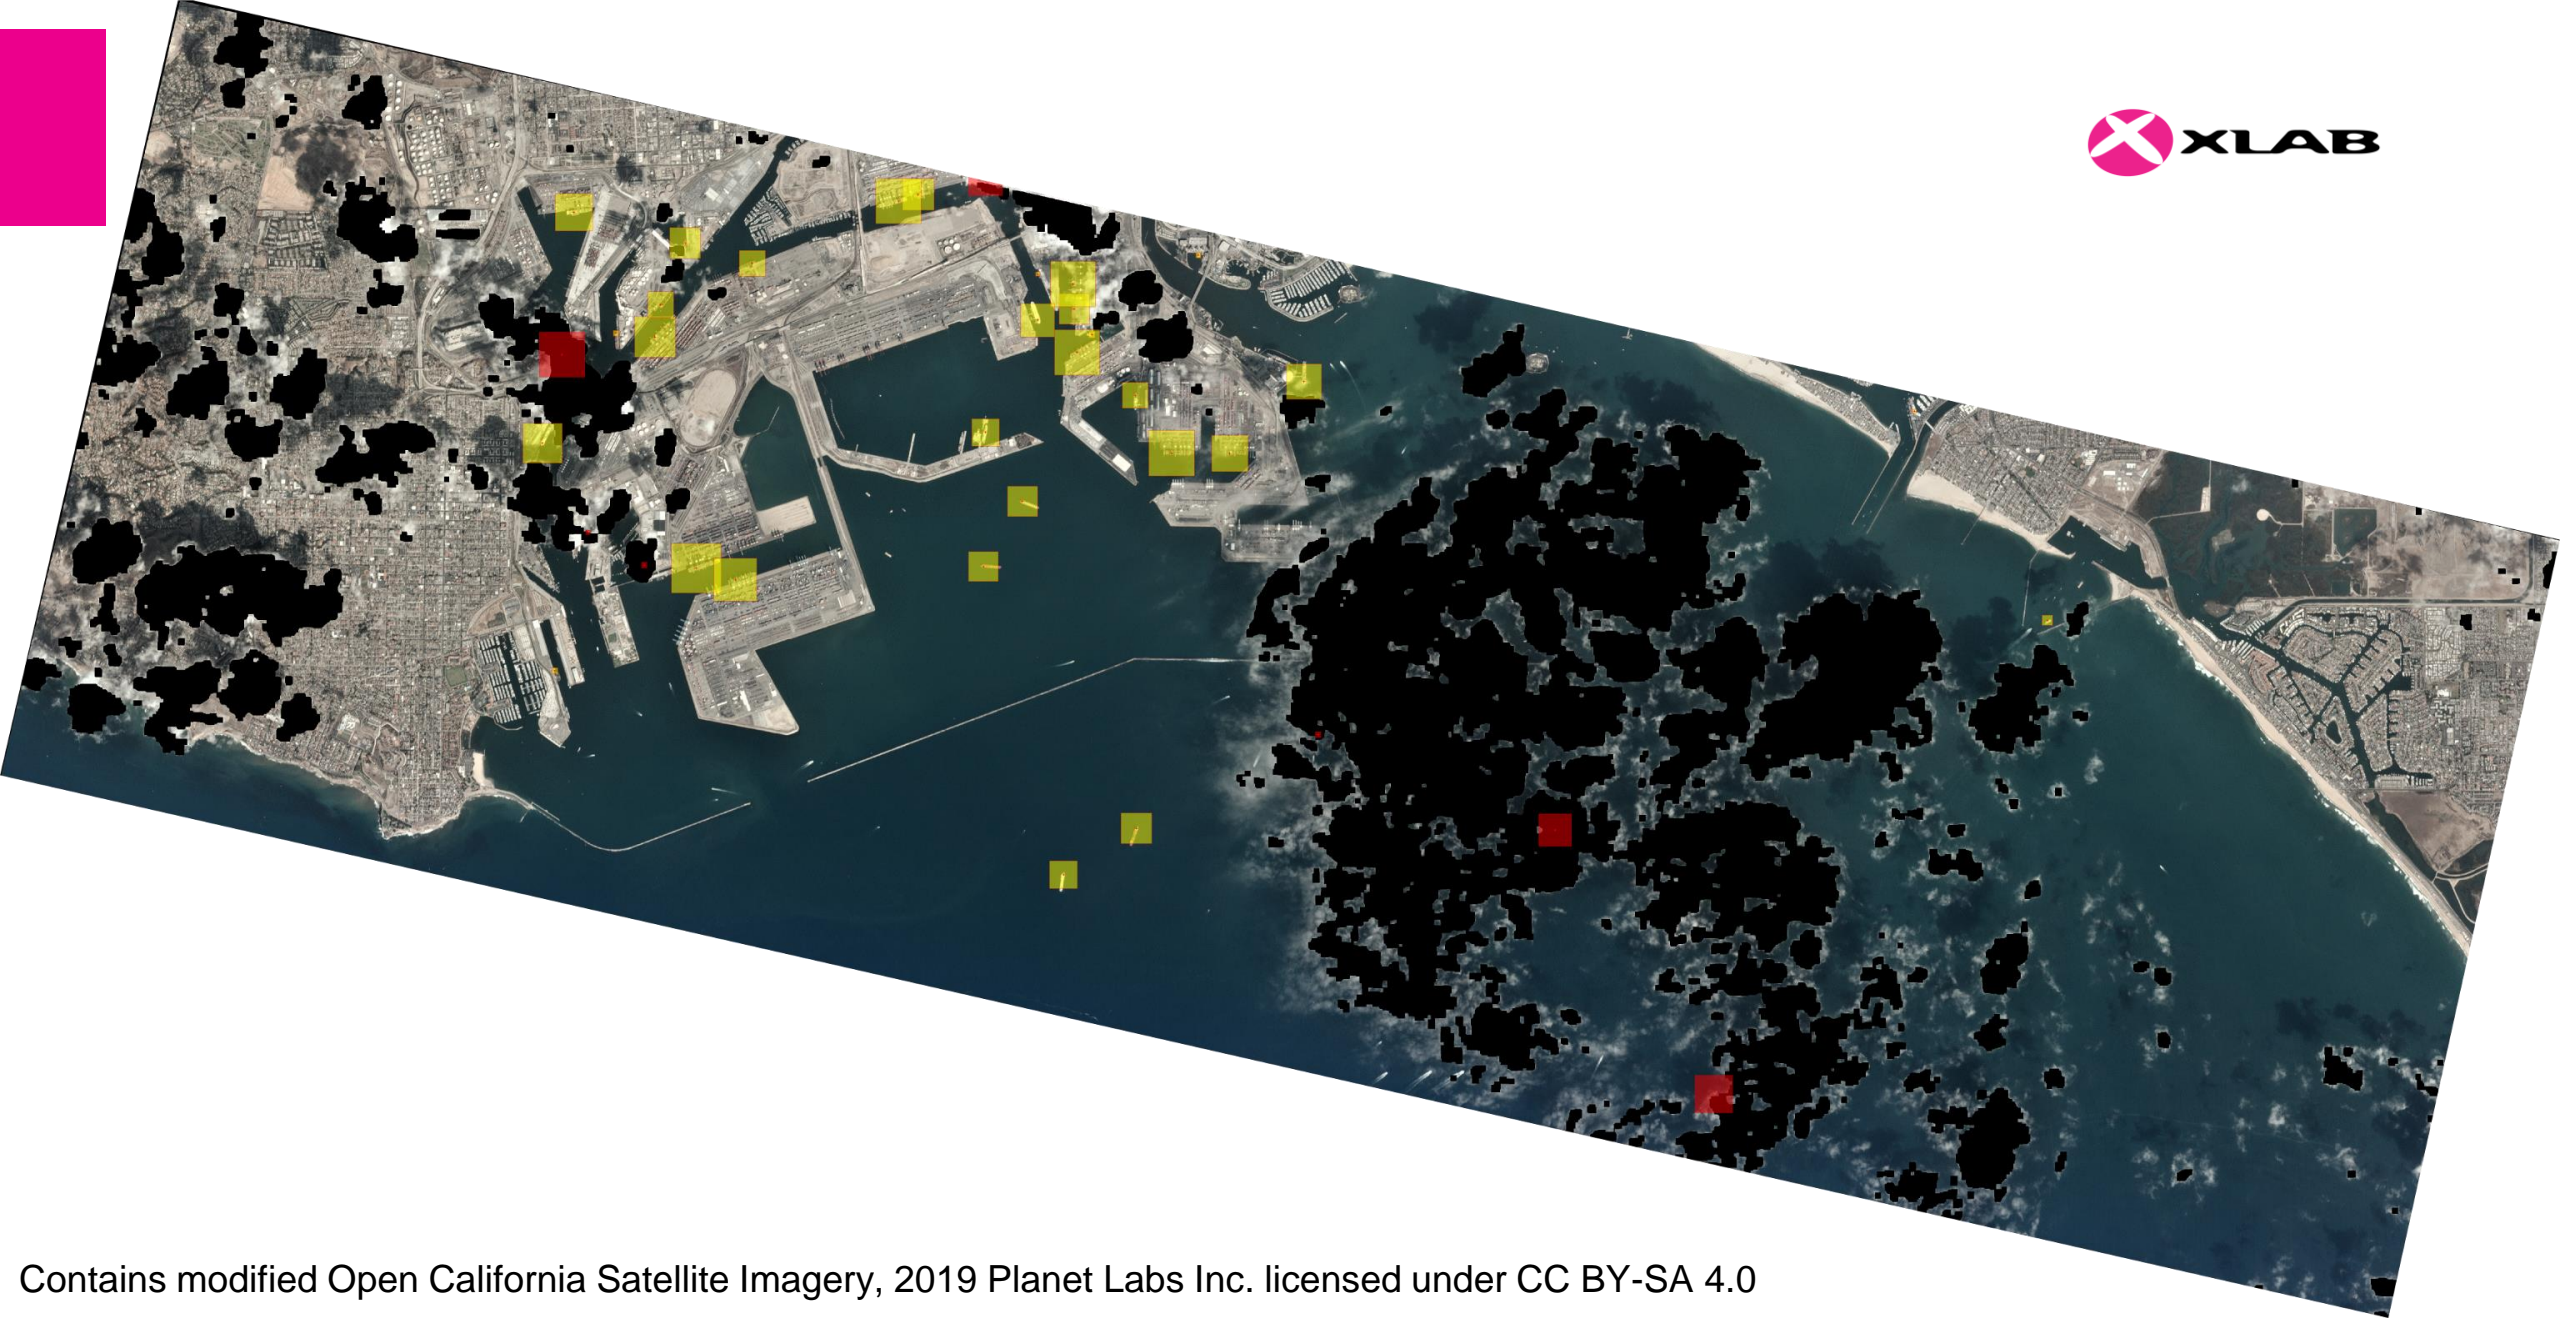 XLAB
Contains modified Open California Satellite Imagery, 2019 Planet Labs Inc. licensed under CC BY-SA 4.0